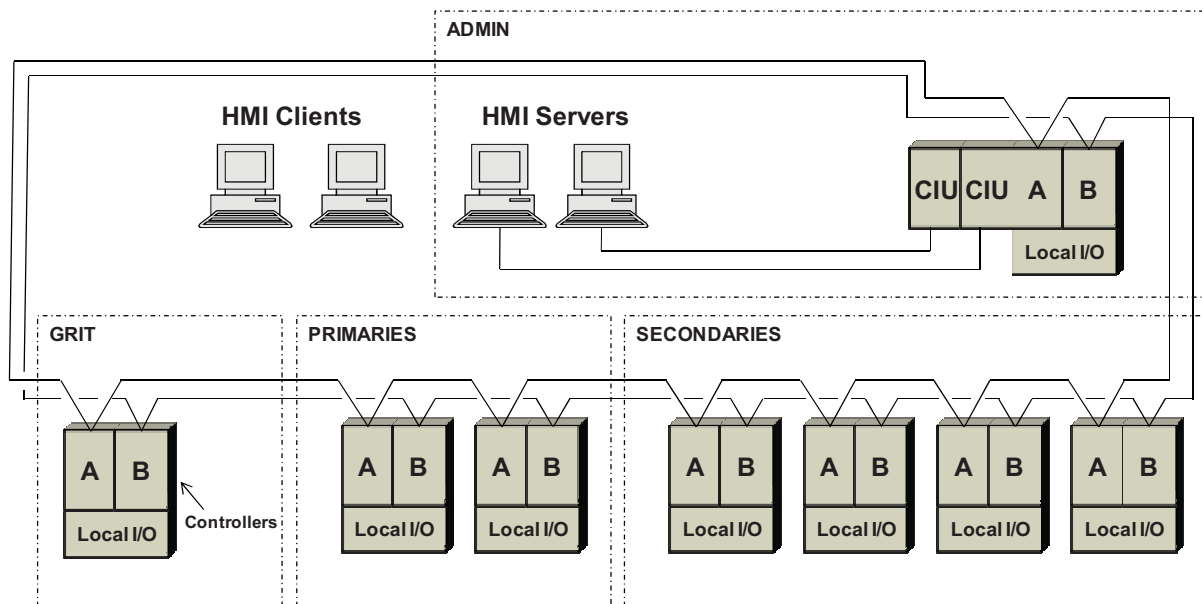 ADMIN
HMI Clients
HMI Servers
CIU CIU A B
Local I/O
GRIT
PRIMARIES
SECONDARIES
A B
A B
A B
A B
A B
A B
A B
Controllers
Local I/O
Local I/O
Local I/O
Local I/O
Local I/O
Local I/O
Local I/O